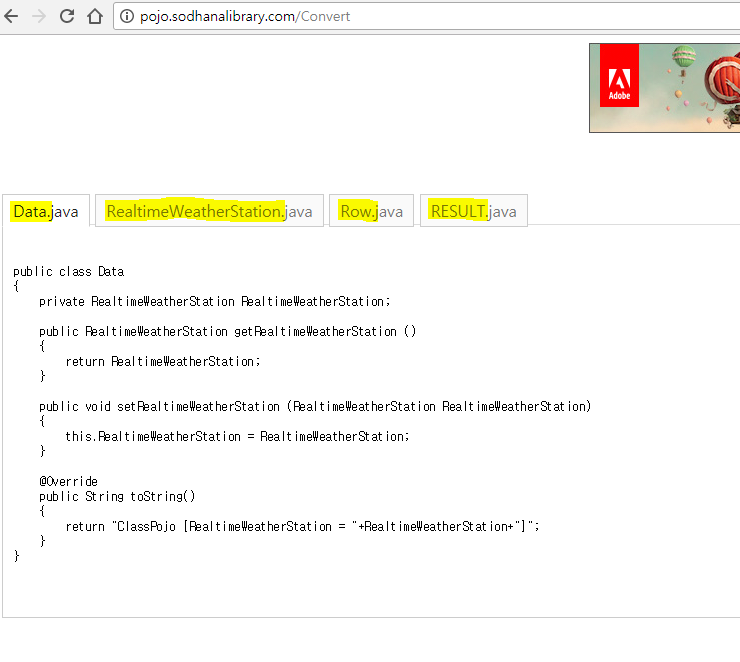 pojo.sodhanalibrary.com/Convert
Adobe
Data.java RealtimeWeatherStation.java Row.java RESULT.java
public class Data
{
    private RealtimeWeatherStation RealtimeWeatherStation;
    public RealtimeWeatherStation getRealtimeWeatherStation ()
    {
        return RealtimeWeatherStation;
    }
    public void setRealtimeWeatherStation (RealtimeWeatherStation RealtimeWeatherStation)
    {
        this.RealtimeWeatherStation = RealtimeWeatherStation;
    }
    @Override
    public String toString()
    {
        return "ClassPojo [RealtimeWeatherStation = "+RealtimeWeatherStation+"]";
    }
}